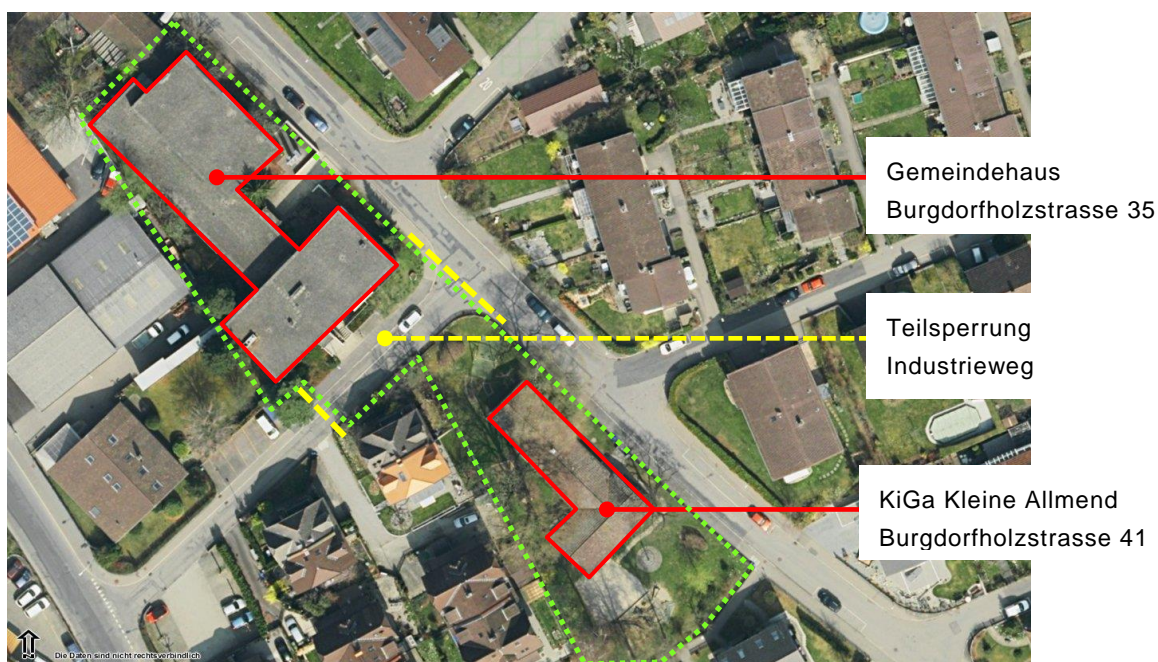 Gemeindehaus
Burgdorfholzstrasse 35
Teilsperrung
Industrieweg
KiGa Kleine Allmend
Burgdorfholzstrasse 41
Die Daten sind nicht rechtsverbindlich